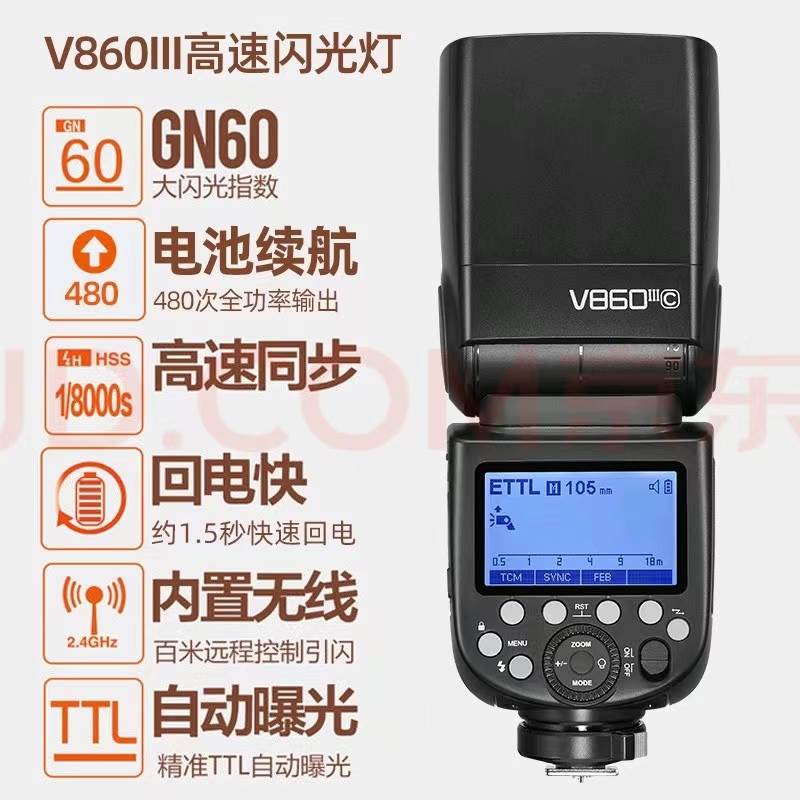 V860III高速闪光灯
GN
60
GN60
大闪光指数
480
电池续航
480次全功率输出
HSS
1/8000s
高速同步
回电快
约1.5秒快速回电
2.4GHz
内置无线
百米远程控制引闪
TTL
自动曝光
精准TTL自动曝光
V860IIIC
90
JD.COM京东
ETTL M 105 mm
0.5 1 2 4 9 18m
TCM SYNC FEB
RST
MENU
ZOOM
+/-
MODE
ON
OFF